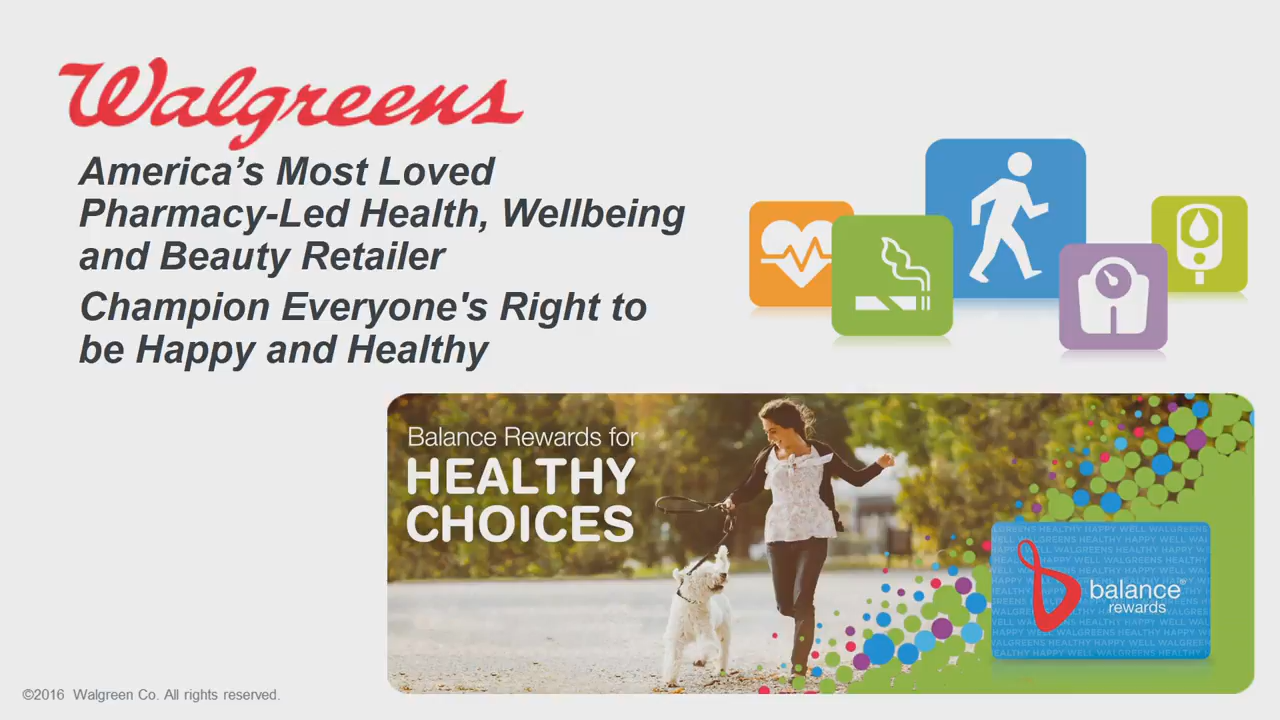 Walgreens
America’s Most Loved
Pharmacy-Led Health, Wellbeing
and Beauty Retailer
Champion Everyone's Right to
be Happy and Healthy
Balance Rewards for
HEALTHY
CHOICES
balance®
rewards
©2016 Walgreen Co. All rights reserved.